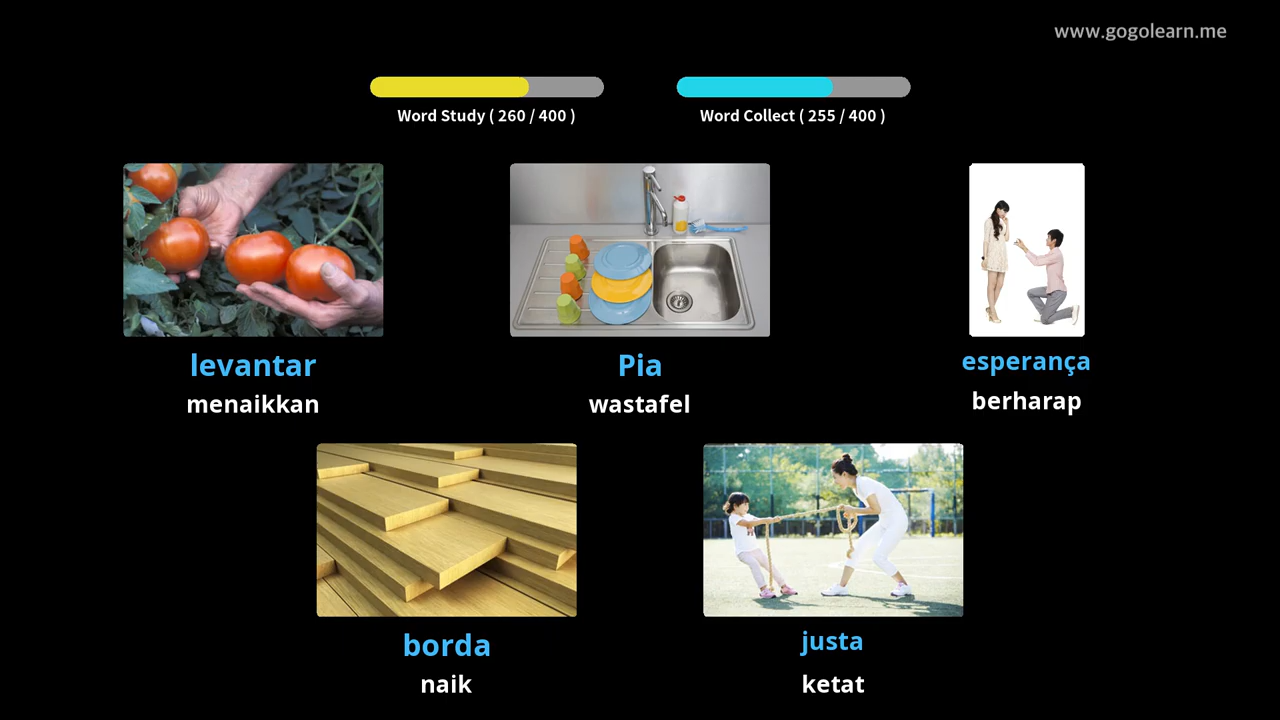 www.gogolearn.me
Word Study ( 260 / 400 )
Word Collect ( 255 / 400 )
levantar
menaikkan
Pia
wastafel
esperança
berharap
borda
naik
justa
ketat